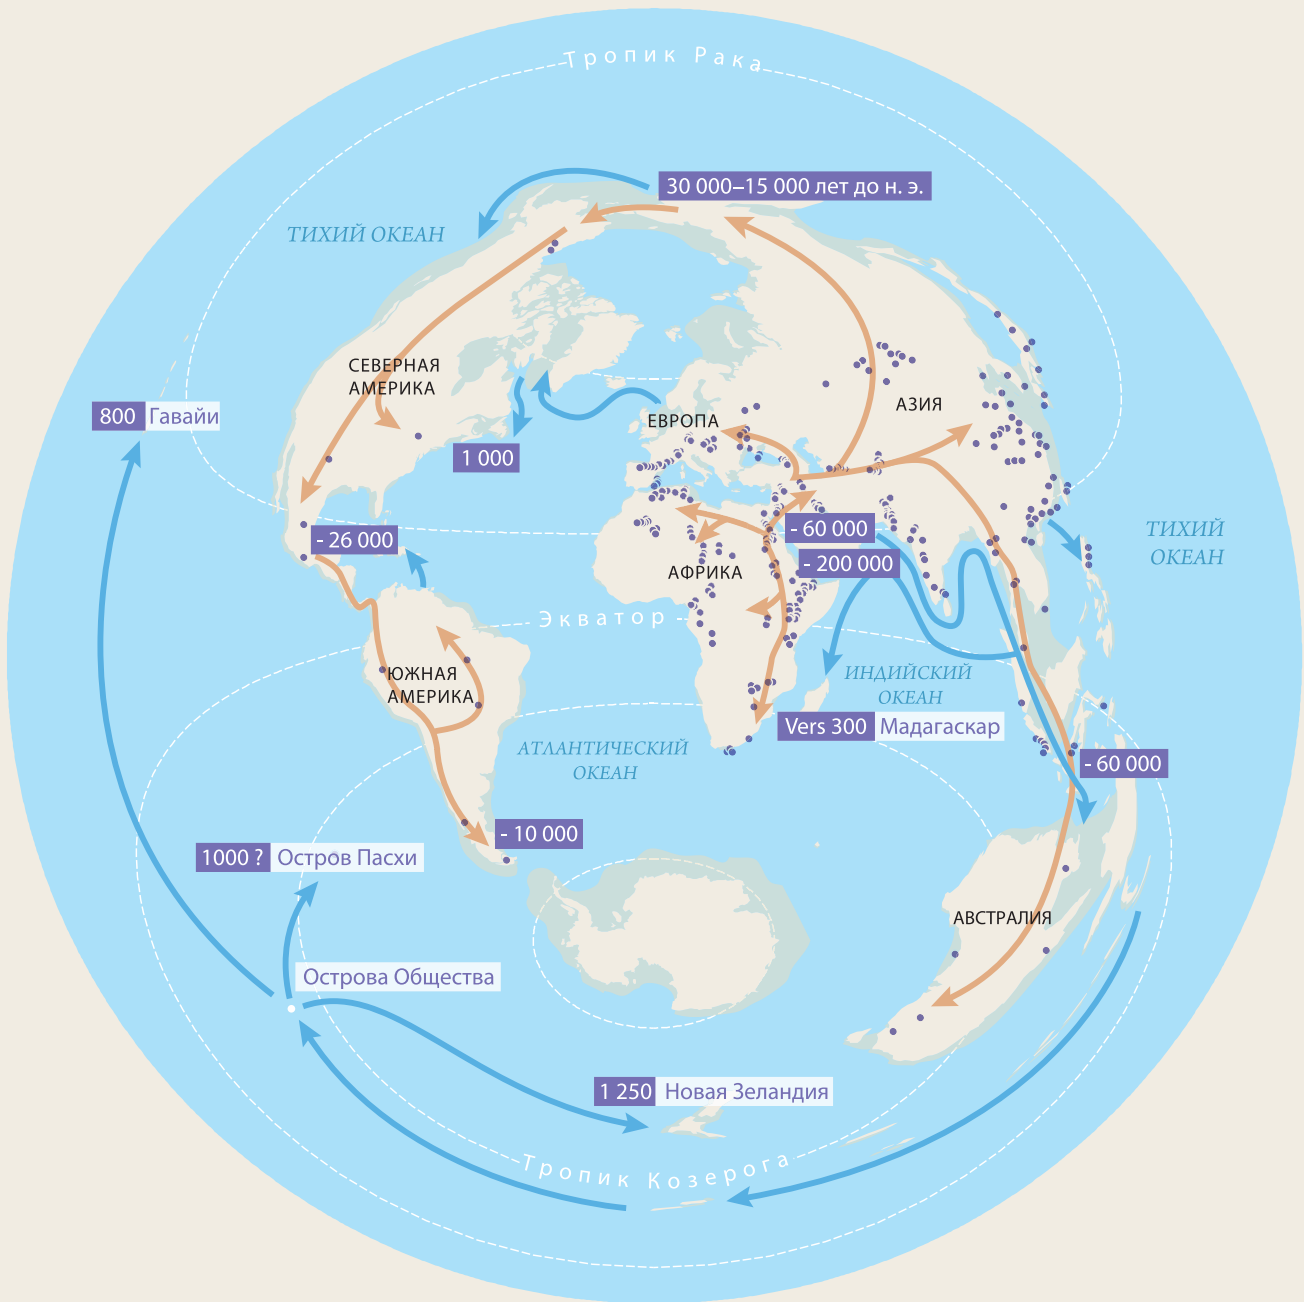 Тропик Рака
30 000–15 000 лет до н. э.
ТИХИЙ ОКЕАН
СЕВЕРНАЯ
АМЕРИКА
АЗИЯ
800 Гавайи
ЕВРОПА
1 000
- 26 000
- 60 000
ТИХИЙ
ОКЕАН
- 200 000
АФРИКА
Экватор
ЮЖНАЯ
АМЕРИКА
ИНДИЙСКИЙ
ОКЕАН
Vers 300 Мадагаскар
АТЛАНТИЧЕСКИЙ
ОКЕАН
- 60 000
- 10 000
1000 ? Остров Пасхи
АВСТРАЛИЯ
Острова Общества
1 250 Новая Зеландия
Тропик Козерога